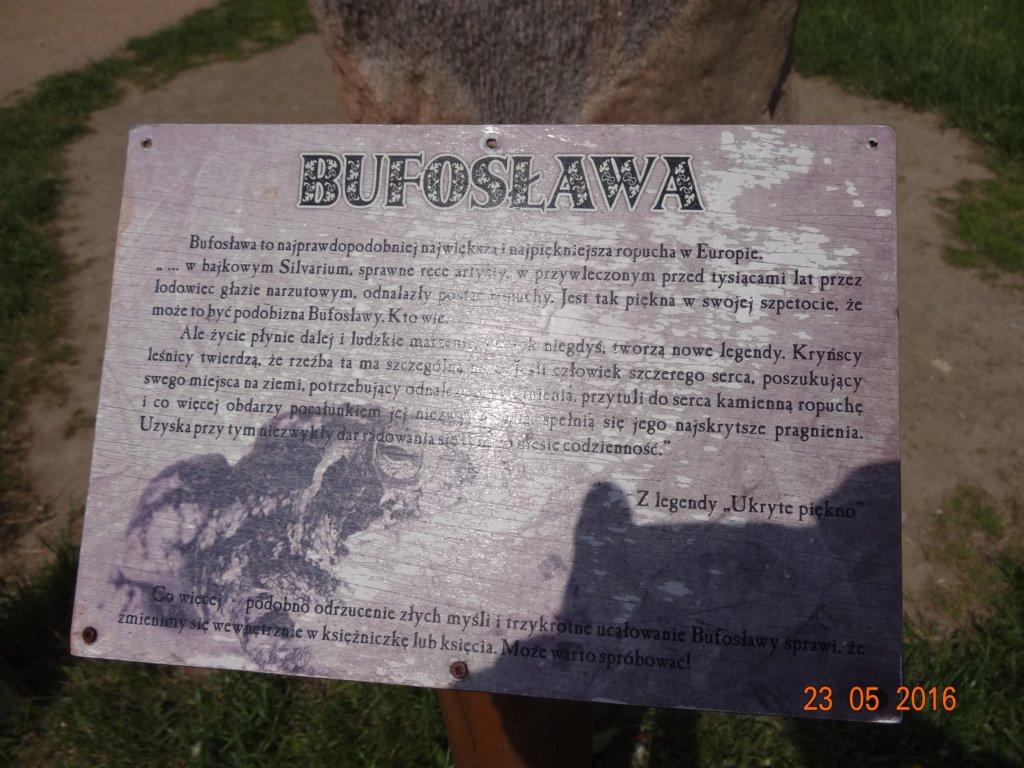 BUFOSŁAWA
Bufosława to najprawdopodobniej największa i najpiękniejsza ropucha w Europie.
„ ... w bajkowym Silvarium, sprawne ręce artysty, w przywleczonym przed tysiącami lat przez
lodowiec głazie narzutowym, odnalazły postać ropuchy. Jest tak piękna w swojej szpetocie, że
może to być podobizna Bufosławy. Kto wie.
Ale życie płynie dalej i ludzkie marzenia, niegdyś, tworzą nowe legendy. Kryńscy
leśnicy twierdzą, że rzeźba ta ma szczególną człowiek szczerego serca, poszukujący
swego miejsca na ziemi, potrzebujący przytuli do serca kamienną ropuchę
i co więcej obdarzy pocałunkiem jej spełnią się jego najskrytsze pragnienia.
Uzyska przy tym niezwykły dar radowania się niesie codzienność.”
Z legendy „Ukryte piękno”
Co więcej - podobno odrzucenie złych myśli i trzykrotne ucałowanie Bufosławy sprawi, że
zmienimy się wewnętrznie w księżniczkę lub księcia. Może warto spróbować!
23 05 2016